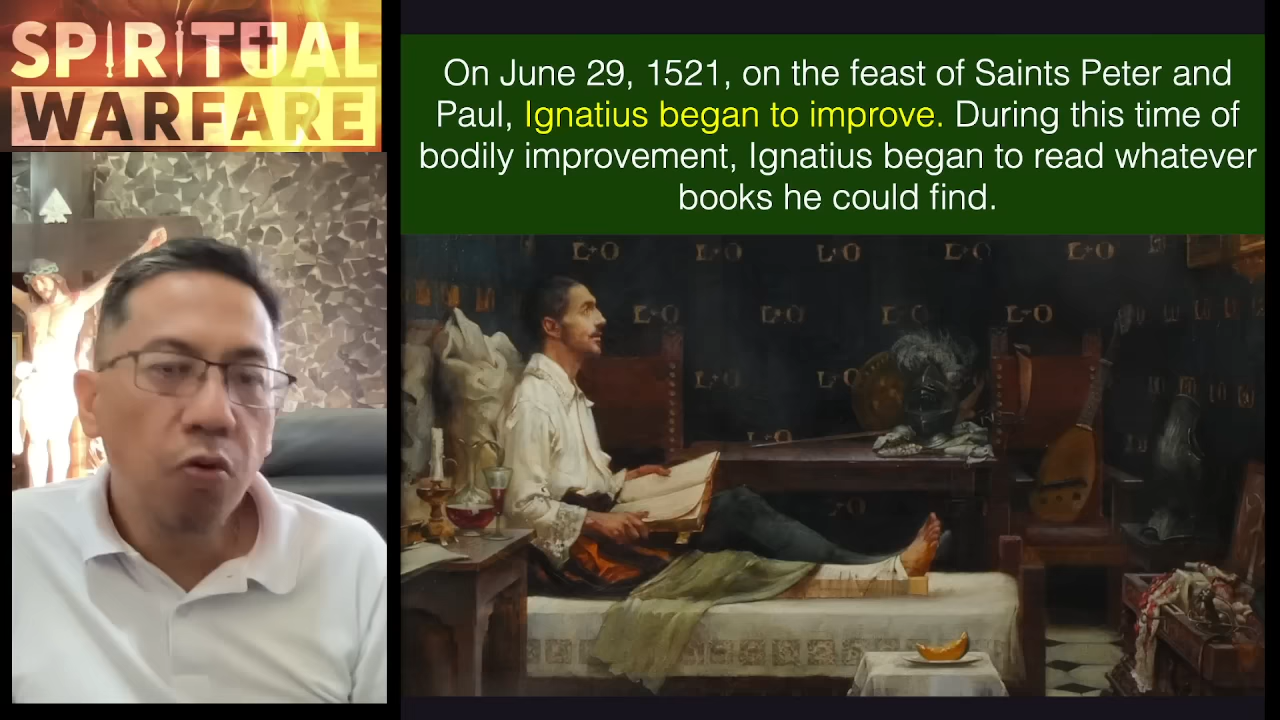 SPIRITUAL
WARFARE
On June 29, 1521, on the feast of Saints Peter and
Paul, Ignatius began to improve. During this time of
bodily improvement, Ignatius began to read whatever
books he could find.
L+O L+O L+O L+O L+O
L+O L+O L+O L+O
L+O L+O